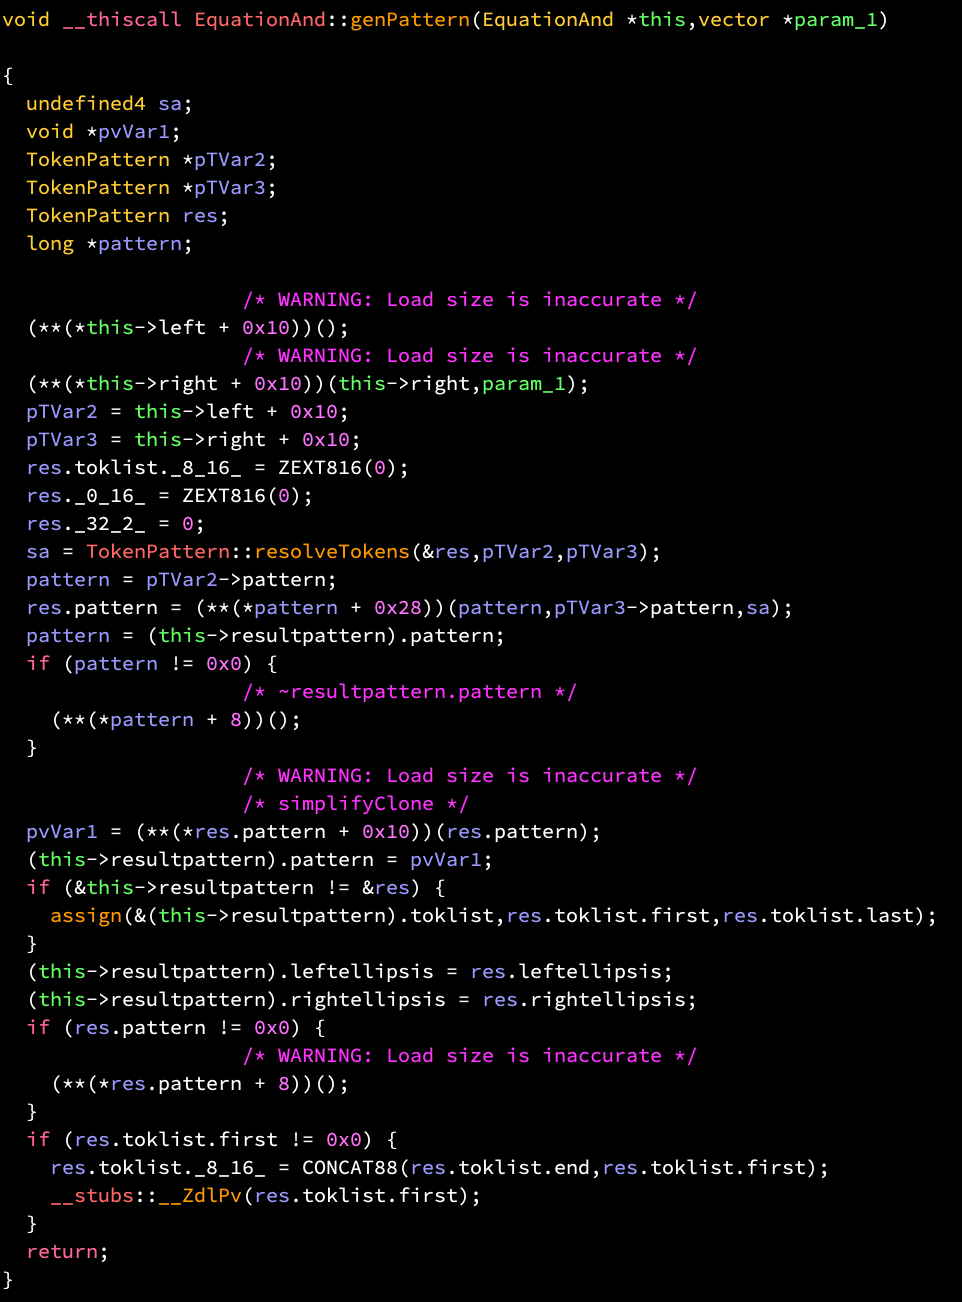 void __thiscall EquationAnd::genPattern(EquationAnd *this,vector *param_1)
{
undefined4 sa;
void *pvVar1;
TokenPattern *pTVar2;
TokenPattern *pTVar3;
TokenPattern res;
long *pattern;
/* WARNING: Load size is inaccurate */
(**(*this->left + 0x10))();
/* WARNING: Load size is inaccurate */
(**(*this->right + 0x10))(this->right,param_1);
pTVar2 = this->left + 0x10;
pTVar3 = this->right + 0x10;
res.toklist._8_16_ = ZEXT816(0);
res._0_16_ = ZEXT816(0);
res._32_2_ = 0;
sa = TokenPattern::resolveTokens(&res,pTVar2,pTVar3);
pattern = pTVar2->pattern;
res.pattern = (**(*pattern + 0x28))(pattern,pTVar3->pattern,sa);
pattern = (this->resultpattern).pattern;
if (pattern != 0x0) {
/* ~resultpattern.pattern */
(**(*pattern + 8))();
}
/* WARNING: Load size is inaccurate */
/* simplifyClone */
pvVar1 = (**(*res.pattern + 0x10))(res.pattern);
(this->resultpattern).pattern = pvVar1;
if (&this->resultpattern != &res) {
assign(&(this->resultpattern).toklist,res.toklist.first,res.toklist.last);
}
(this->resultpattern).leftellipsis = res.leftellipsis;
(this->resultpattern).rightellipsis = res.rightellipsis;
if (res.pattern != 0x0) {
/* WARNING: Load size is inaccurate */
(**(*res.pattern + 8))();
}
if (res.toklist.first != 0x0) {
res.toklist._8_16_ = CONCAT88(res.toklist.end,res.toklist.first);
__stubs::__ZdlPv(res.toklist.first);
}
return;
}